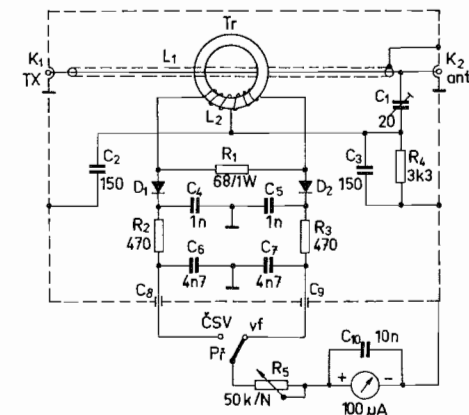 Tr
K1
TX
L1
K2
ant
L2
C1
20
C2
150
R1
68/1W
C3
150
R4
3k3
D1
C4
1n
C5
1n
D2
R2
470
R3
470
C6
4n7
C7
4n7
C8
C9
ČSV
vf
Př
C10
10n
R5
50k/N
+
-
100µA